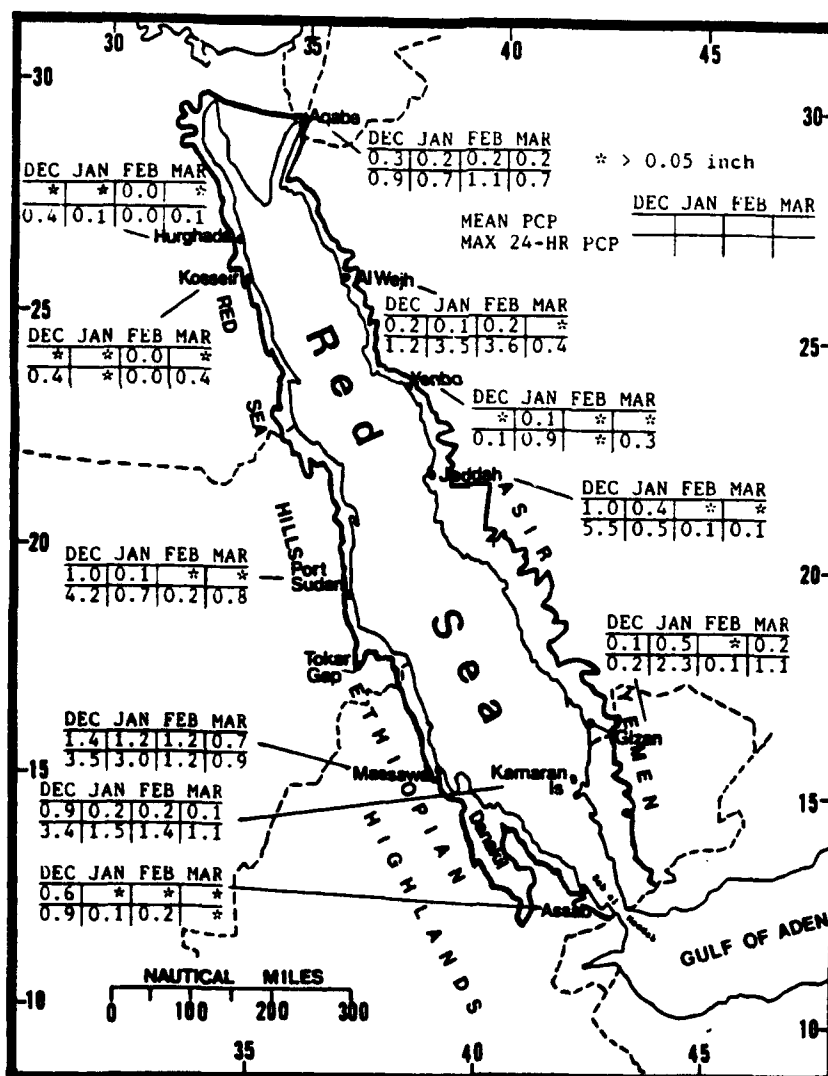 30 35 40 45
30
Aqaba
30
DEC JAN FEB MAR
0.3 0.2 0.2 0.2
0.9 0.7 1.1 0.7
* > 0.05 inch
DEC JAN FEB MAR
MEAN PCP
MAX 24-HR PCP
DEC JAN FEB MAR
* * 0.0 *
0.4 0.1 0.0 0.1
Hurghada
Kosseir
Al Wejh
25
RED
SEA
HILLS
DEC JAN FEB MAR
0.2 0.1 0.2 *
1.2 3.5 3.6 0.4
25
DEC JAN FEB MAR
* * 0.0 *
0.4 * 0.0 0.4
Red
Sea
Yenbo
DEC JAN FEB MAR
* 0.1 * *
0.1 0.9 * 0.3
Jeddah
ASIR
DEC JAN FEB MAR
1.0 0.4 * *
5.5 0.5 0.1 0.1
20
20
DEC JAN FEB MAR
1.0 0.1 * *
4.2 0.7 0.2 0.8
Port
Sudan
Tokar
Gap
DEC JAN FEB MAR
0.1 0.5 * 0.2
0.2 2.3 0.1 1.1
Gizan
YEMEN
ETHIOPIAN
HIGHLANDS
DEC JAN FEB MAR
1.4 1.2 1.2 0.7
3.5 3.0 1.2 0.9
Massawa
Kamaran
Is
15
15
DEC JAN FEB MAR
0.9 0.2 0.2 0.1
3.4 1.5 1.4 1.1
Danakil
DEC JAN FEB MAR
0.6 * * *
0.9 0.1 0.2 *
Assab
GULF OF ADEN
NAUTICAL MILES
0 100 200 300
10
10
35 40 45